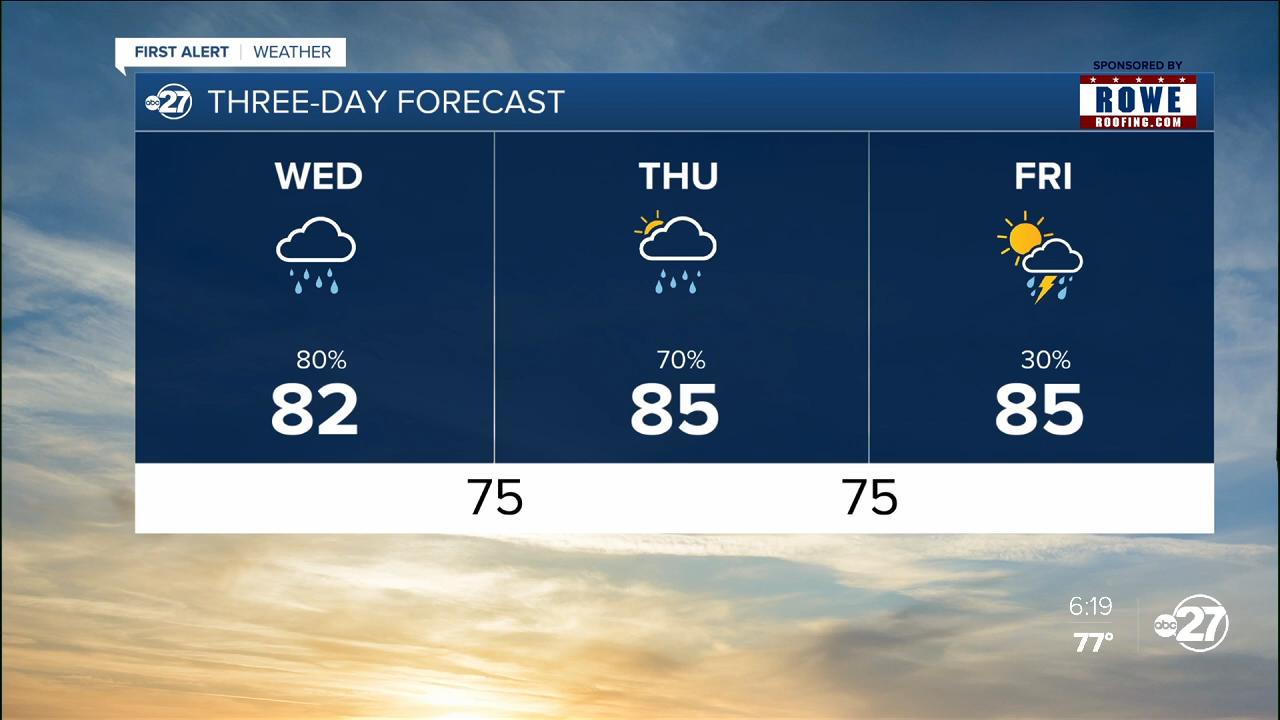 FIRST ALERT | WEATHER
SPONSORED BY
abc 27 THREE-DAY FORECAST
ROWE
ROOFING.COM
WED THU FRI
80% 70% 30%
82 85 85
75 75
6:19
77°
abc 27